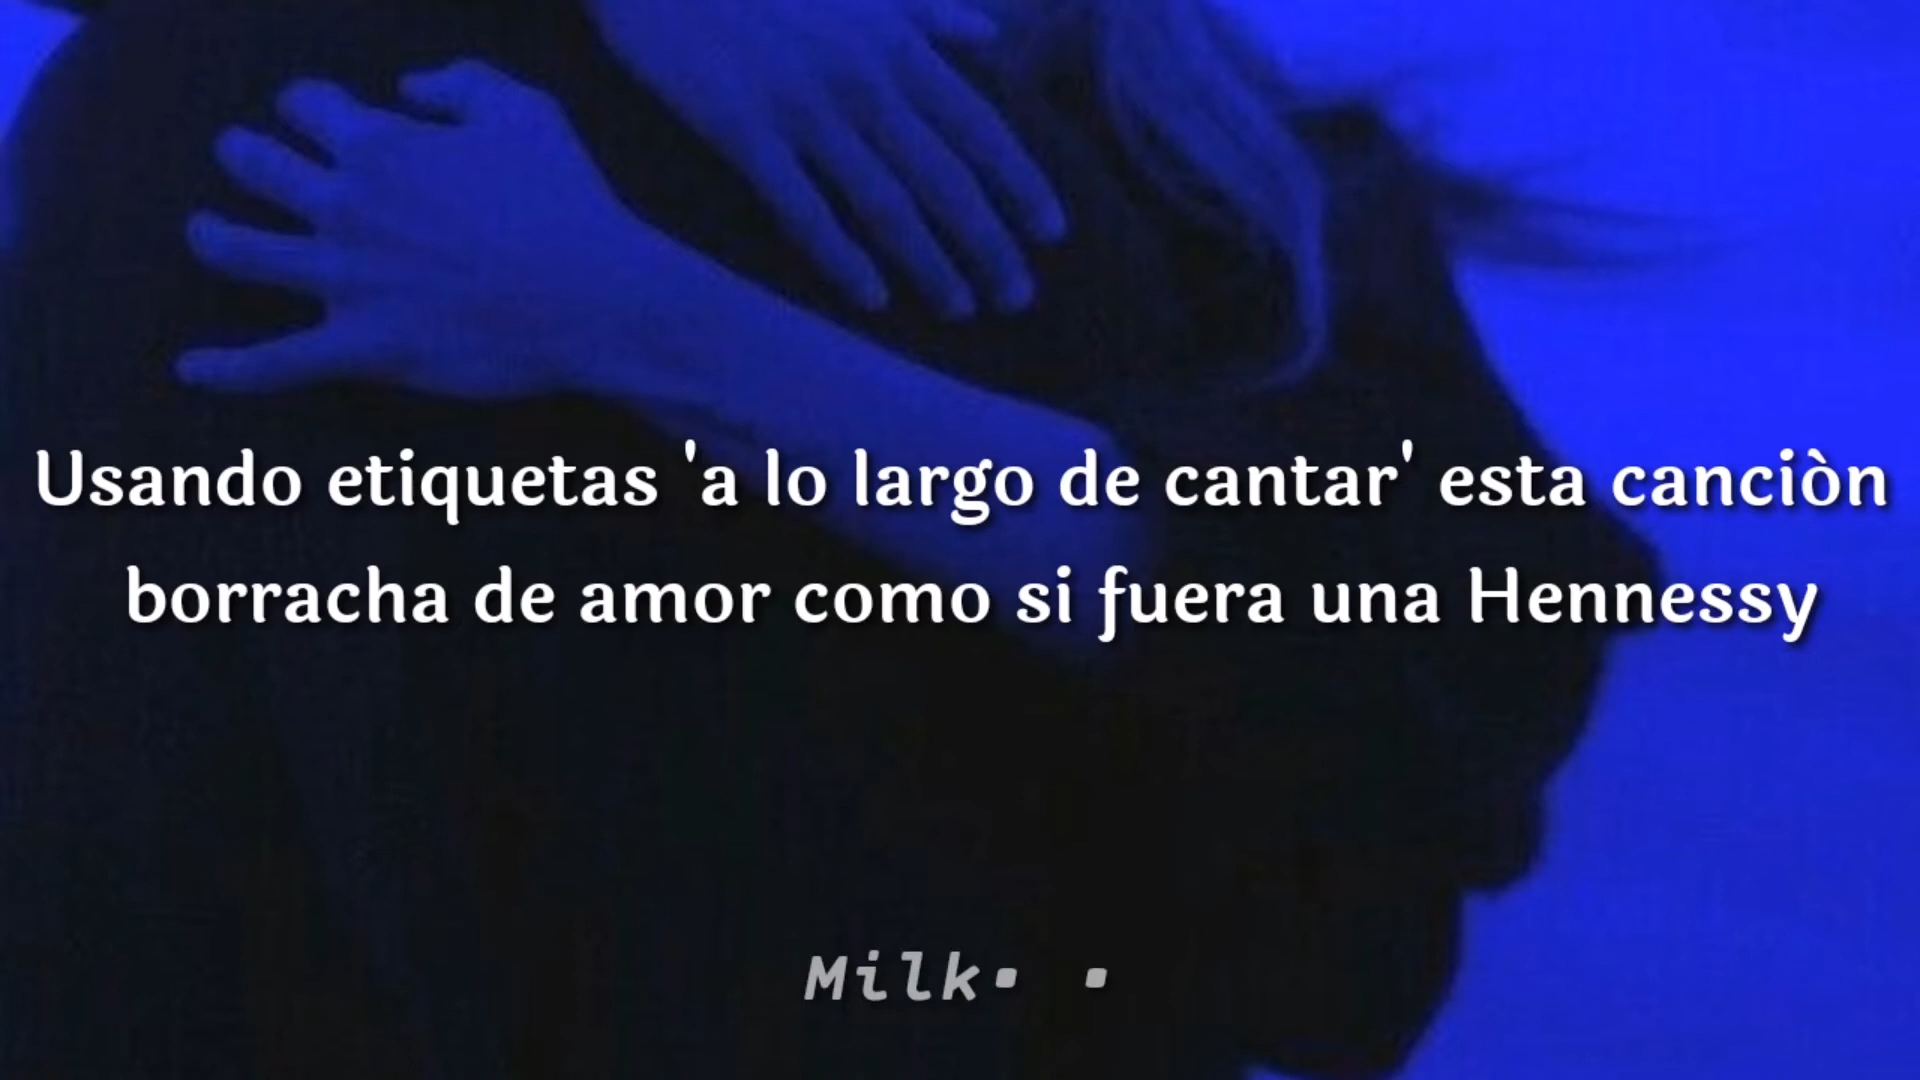 Usando etiquetas 'a lo largo de cantar' esta canciòn
borracha de amor como si fuera una Hennessy
Milk▪ ▪